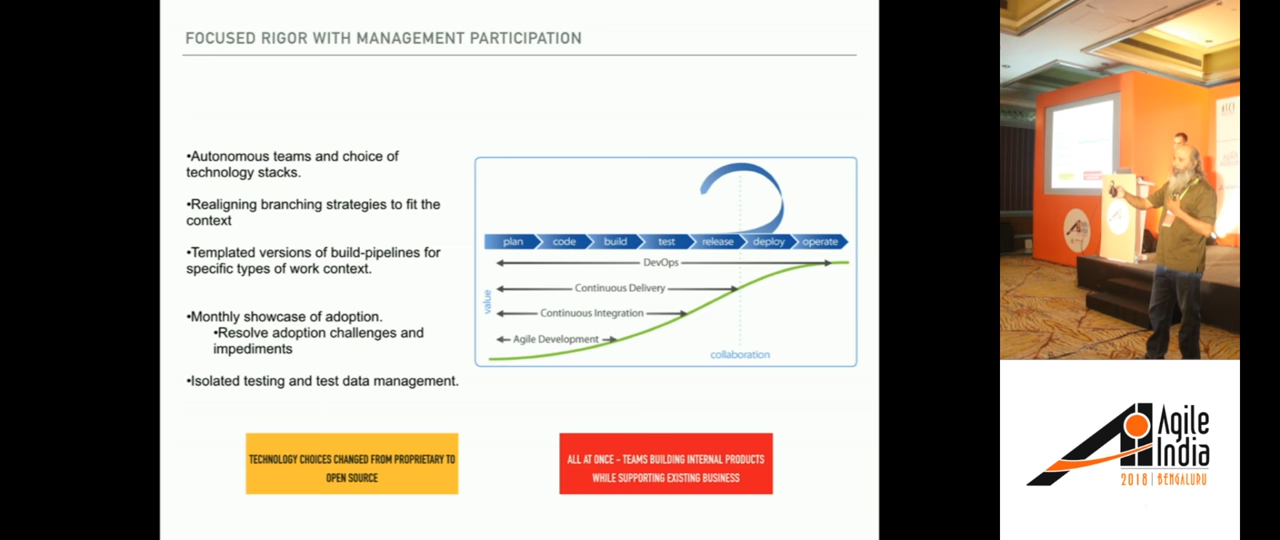 FOCUSED RIGOR WITH MANAGEMENT PARTICIPATION
•Autonomous teams and choice of
technology stacks.
•Realigning branching strategies to fit the
context
•Templated versions of build-pipelines for
specific types of work context.
•Monthly showcase of adoption.
•Resolve adoption challenges and
impediments
•Isolated testing and test data management.
plan code build test release deploy operate
DevOps
Continuous Delivery
value
Continuous Integration
Agile Development
collaboration
TECHNOLOGY CHOICES CHANGED FROM PROPRIETARY TO
OPEN SOURCE
ALL AT ONCE – TEAMS BUILDING INTERNAL PRODUCTS
WHILE SUPPORTING EXISTING BUSINESS
Agile
India
2018 | BENGALURU